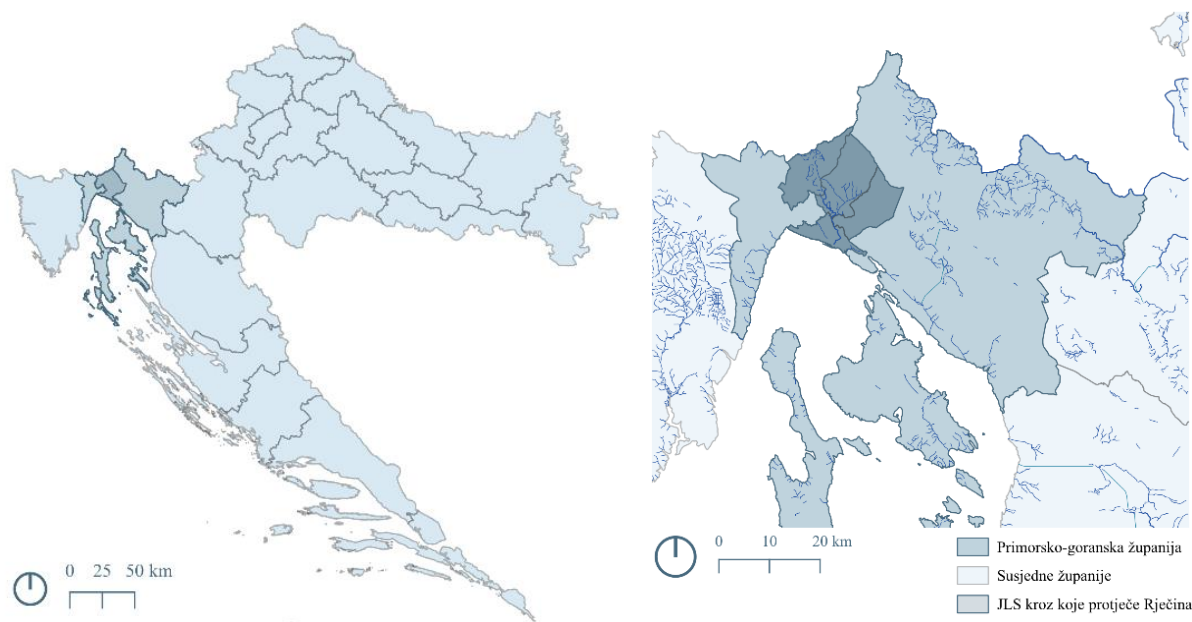 0 25 50 km
0 10 20 km
Primorsko-goranska županija
Susjedne županije
JLS kroz koje protječe Rječina